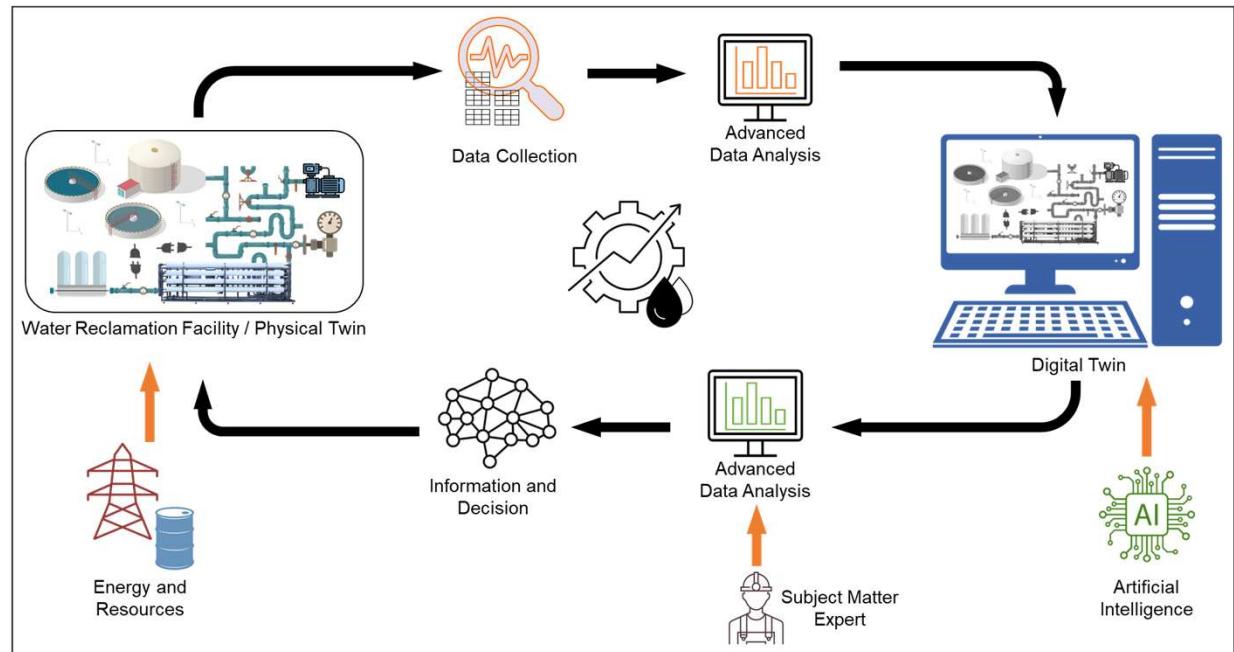 Data Collection
Advanced
Data Analysis
Water Reclamation Facility / Physical Twin
Digital Twin
Information and
Decision
Advanced
Data Analysis
Energy and
Resources
Subject Matter
Expert
AI
Artificial
Intelligence